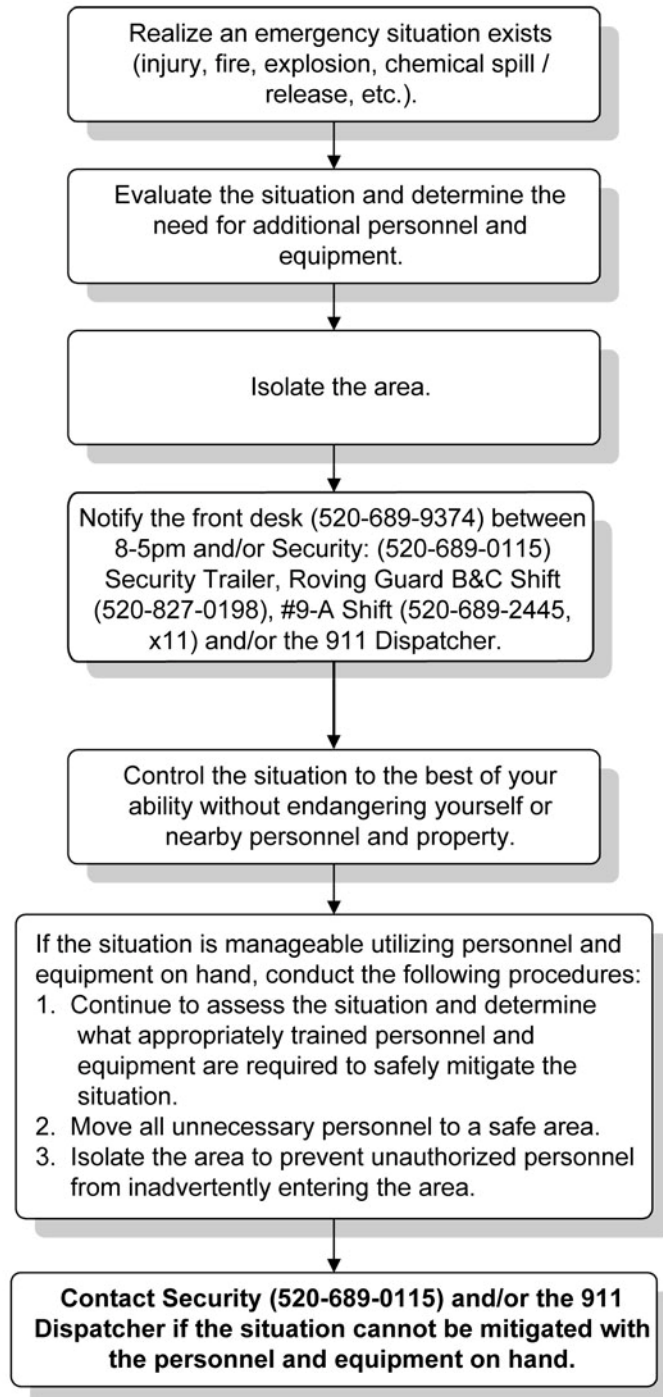 Realize an emergency situation exists
(injury, fire, explosion, chemical spill /
release, etc.).
Evaluate the situation and determine the
need for additional personnel and
equipment.
Isolate the area.
Notify the front desk (520-689-9374) between
8-5pm and/or Security: (520-689-0115)
Security Trailer, Roving Guard B&C Shift
(520-827-0198), #9-A Shift (520-689-2445,
x11) and/or the 911 Dispatcher.
Control the situation to the best of your
ability without endangering yourself or
nearby personnel and property.
If the situation is manageable utilizing personnel and
equipment on hand, conduct the following procedures:
1. Continue to assess the situation and determine
what appropriately trained personnel and
equipment are required to safely mitigate the
situation.
2. Move all unnecessary personnel to a safe area.
3. Isolate the area to prevent unauthorized personnel
from inadvertently entering the area.
Contact Security (520-689-0115) and/or the 911
Dispatcher if the situation cannot be mitigated with
the personnel and equipment on hand.